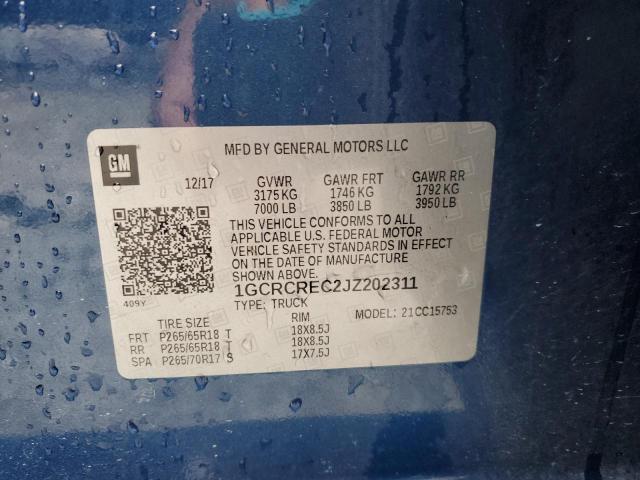 GM
MFD BY GENERAL MOTORS LLC
12/17 GVWR GAWR FRT GAWR RR
3175 KG 1746 KG 1792 KG
7000 LB 3850 LB 3950 LB
THIS VEHICLE CONFORMS TO ALL
APPLICABLE U.S. FEDERAL MOTOR
VEHICLE SAFETY STANDARDS IN EFFECT
ON THE DATE OF MANUFACTURE
SHOWN ABOVE.
409Y
1GCRCREC2JZ202311
TYPE: TRUCK
MODEL: 21CC15753
TIRE SIZE RIM
FRT P265/65R18 T 18X8.5J
RR P265/65R18 T 18X8.5J
SPA P265/70R17 S 17X7.5J